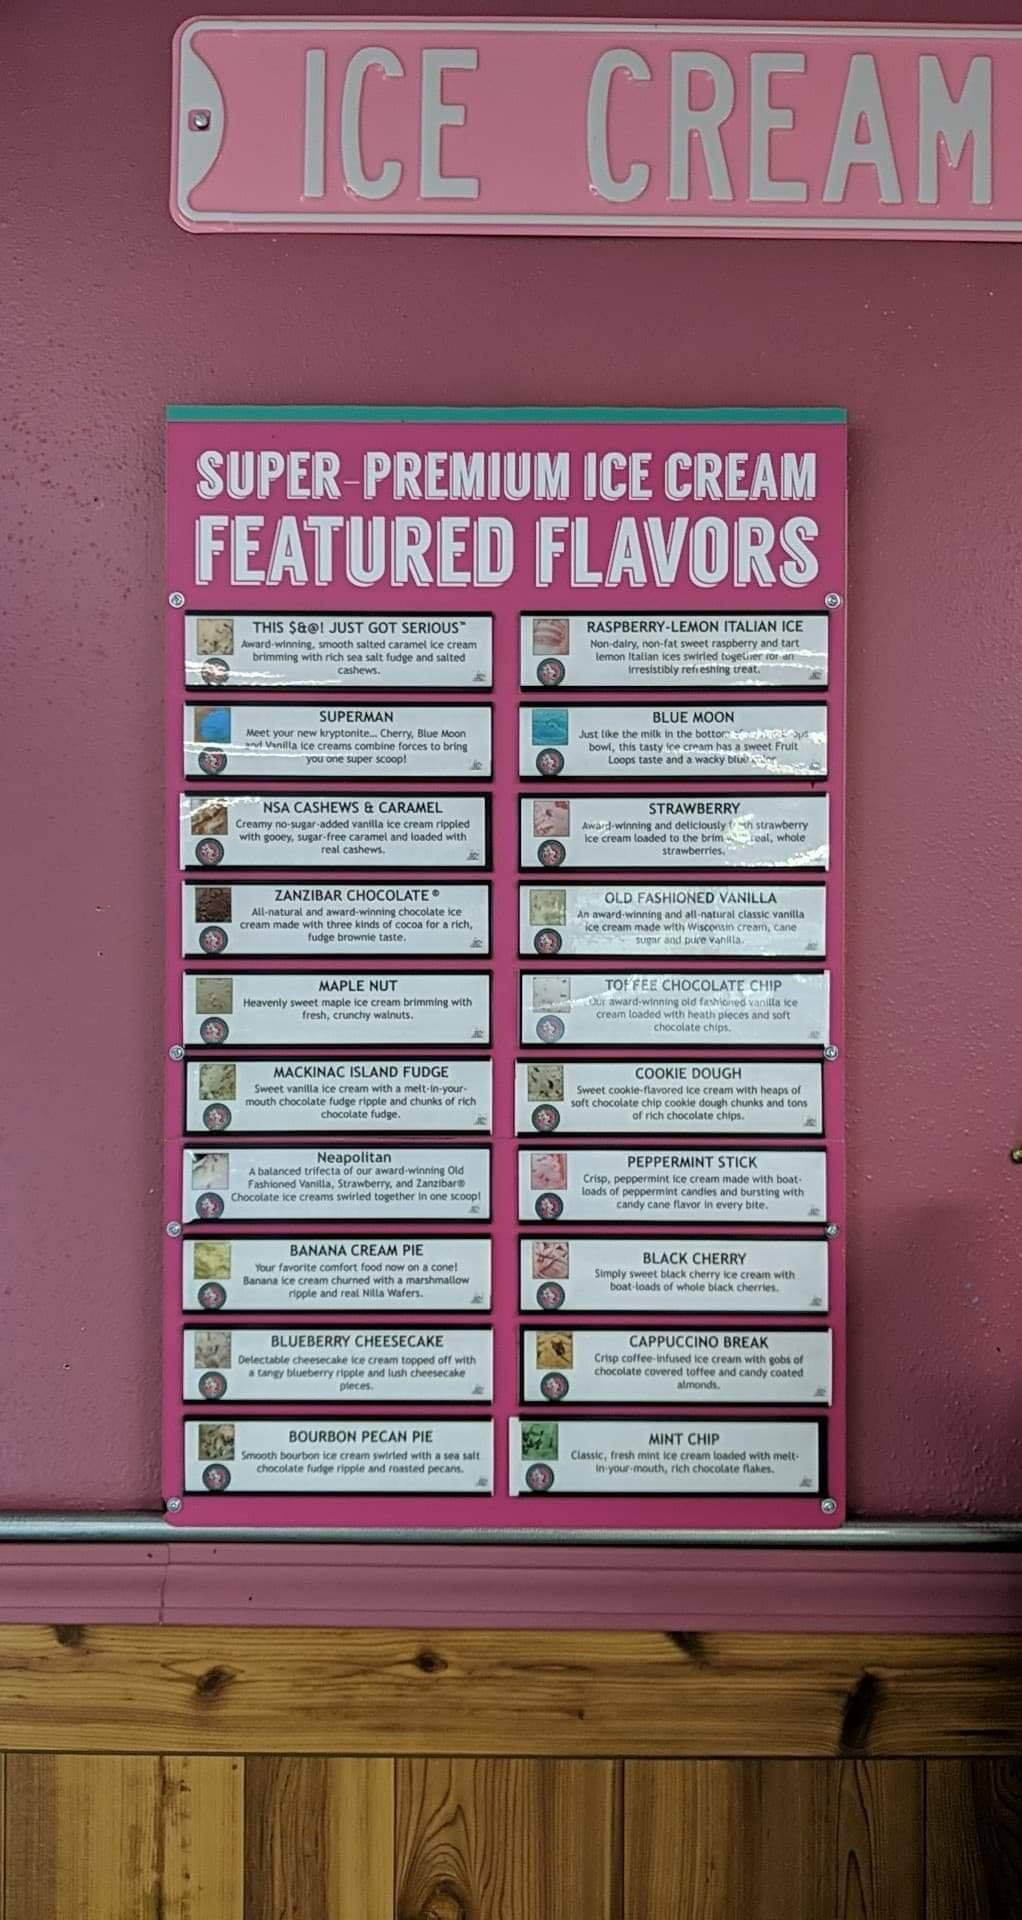 ICE CREAM
SUPER-PREMIUM ICE CREAM
FEATURED FLAVORS
THIS $&@! JUST GOT SERIOUS™
Award-winning, smooth salted caramel ice cream
brimming with rich sea salt fudge and salted
cashews.
SUPERMAN
Meet your new kryptonite... Cherry, Blue Moon
and Vanilla ice creams combine forces to bring
you one super scoop!
NSA CASHEWS & CARAMEL
Creamy no-sugar-added vanilla ice cream rippled
with gooey, sugar-free caramel and loaded with
real cashews.
ZANZIBAR CHOCOLATE®
All-natural and award-winning chocolate ice
cream made with three kinds of cocoa for a rich,
fudge brownie taste.
MAPLE NUT
Heavenly sweet maple ice cream brimming with
fresh, crunchy walnuts.
MACKINAC ISLAND FUDGE
Sweet vanilla ice cream with a melt-in-your-
mouth chocolate fudge ripple and chunks of rich
chocolate fudge.
Neapolitan
A balanced trifecta of our award-winning Old
Fashioned Vanilla, Strawberry, and Zanzibar®
Chocolate ice creams swirled together in one scoop!
BANANA CREAM PIE
Your favorite comfort food now on a cone!
Banana ice cream churned with a marshmallow
ripple and real Nilla Wafers.
BLUEBERRY CHEESECAKE
Delectable cheesecake ice cream topped off with
a tangy blueberry ripple and lush cheesecake
pieces.
BOURBON PECAN PIE
Smooth bourbon ice cream swirled with a sea salt
chocolate fudge ripple and roasted pecans.
RASPBERRY-LEMON ITALIAN ICE
Non-dairy, non-fat sweet raspberry and tart
lemon Italian ices swirled together for an
irresistibly refreshing treat.
BLUE MOON
Just like the milk in the bottom
bowl, this tasty ice cream has a sweet Fruit
Loops taste and a wacky blue
STRAWBERRY
Award-winning and deliciously fresh strawberry
ice cream loaded to the brim real, whole
strawberries.
OLD FASHIONED VANILLA
An award-winning and all-natural classic vanilla
ice cream made with Wisconsin cream, cane
sugar and pure vanilla.
TOFFEE CHOCOLATE CHIP
Our award-winning old fashioned vanilla ice
cream loaded with heath pieces and soft
chocolate chips.
COOKIE DOUGH
Sweet cookie-flavored ice cream with heaps of
soft chocolate chip cookie dough chunks and tons
of rich chocolate chips.
PEPPERMINT STICK
Crisp, peppermint ice cream made with boat-
loads of peppermint candies and bursting with
candy cane flavor in every bite.
BLACK CHERRY
Simply sweet black cherry ice cream with
boat-loads of whole black cherries.
CAPPUCCINO BREAK
Crisp coffee-infused ice cream with gobs of
chocolate covered toffee and candy coated
almonds.
MINT CHIP
Classic, fresh mint ice cream loaded with melt-
in-your-mouth, rich chocolate flakes.